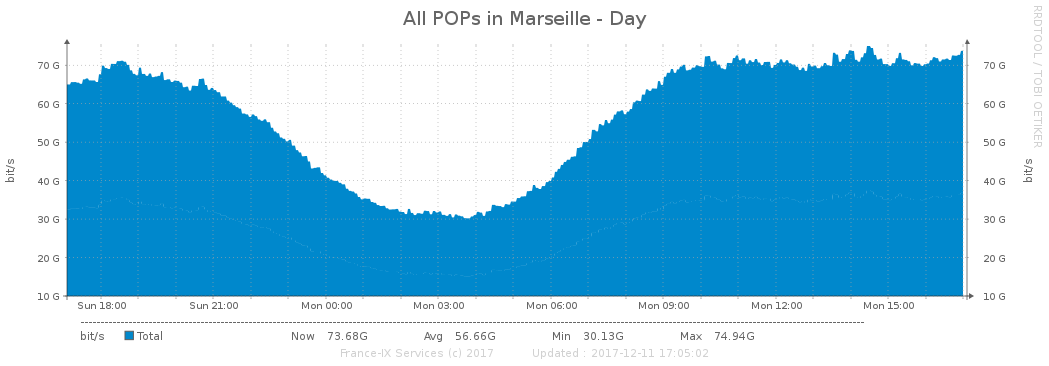 All POPs in Marseille - Day
RRDTOOL / TOBI OETIKER
bit/s
70 G 70 G
60 G 60 G
50 G 50 G
40 G 40 G
30 G 30 G
20 G 20 G
10 G 10 G
bit/s
Sun 18:00 Sun 21:00 Mon 00:00 Mon 03:00 Mon 06:00 Mon 09:00 Mon 12:00 Mon 15:00
bit/s Total Now 73.68G Avg 56.66G Min 30.13G Max 74.94G
France-IX Services (c) 2017 Updated : 2017-12-11 17:05:02